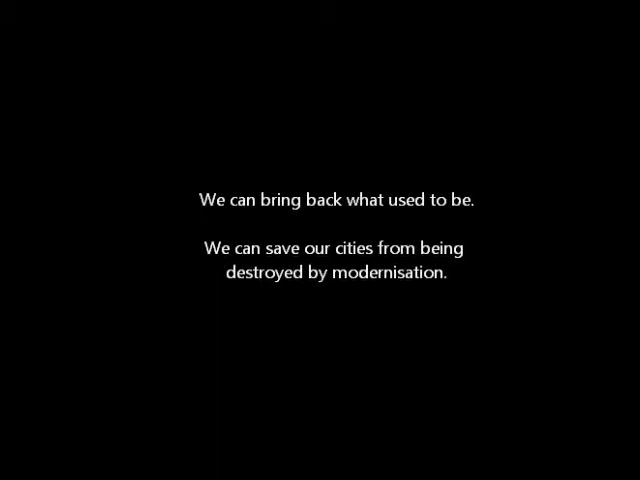 We can bring back what used to be.
We can save our cities from being
destroyed by modernisation.